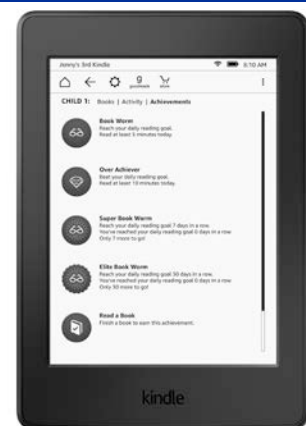 Jonny's 3rd Kindle 8:10 AM
goodreads store
CHILD 1: Books | Activity | Achievements
Book Worm
Reach your daily reading goal.
Read at least 5 minutes today.
Over Achiever
Beat your daily reading goal.
Read at least 10 minutes today.
Super Book Worm
Reach your daily reading goal 7 days in a row.
You've reached your daily reading goal 0 days in a row
Only 7 more to go!
Elite Book Worm
Reach your daily reading goal 30 days in a row.
You've reached your daily reading goal 0 days in a row
Only 30 more to go!
Read a Book
Finish a book to earn this achievement.
kindle